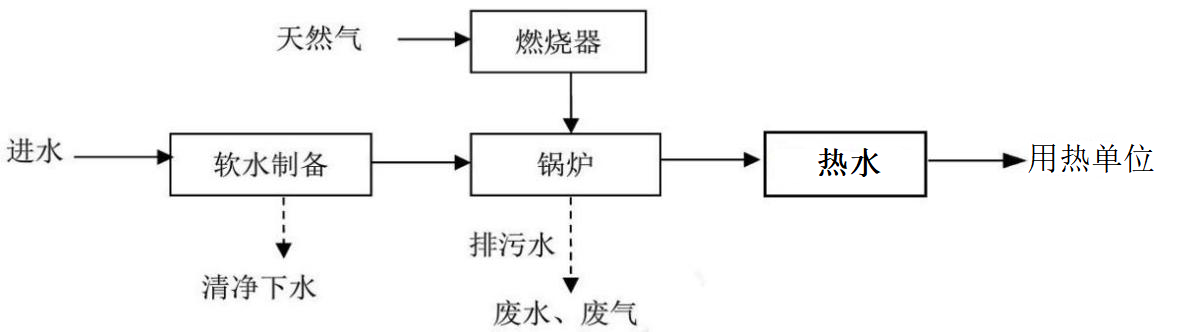 天然气
燃烧器
进水
软水制备
锅炉
热水
用热单位
排污水
清净下水
废水、废气